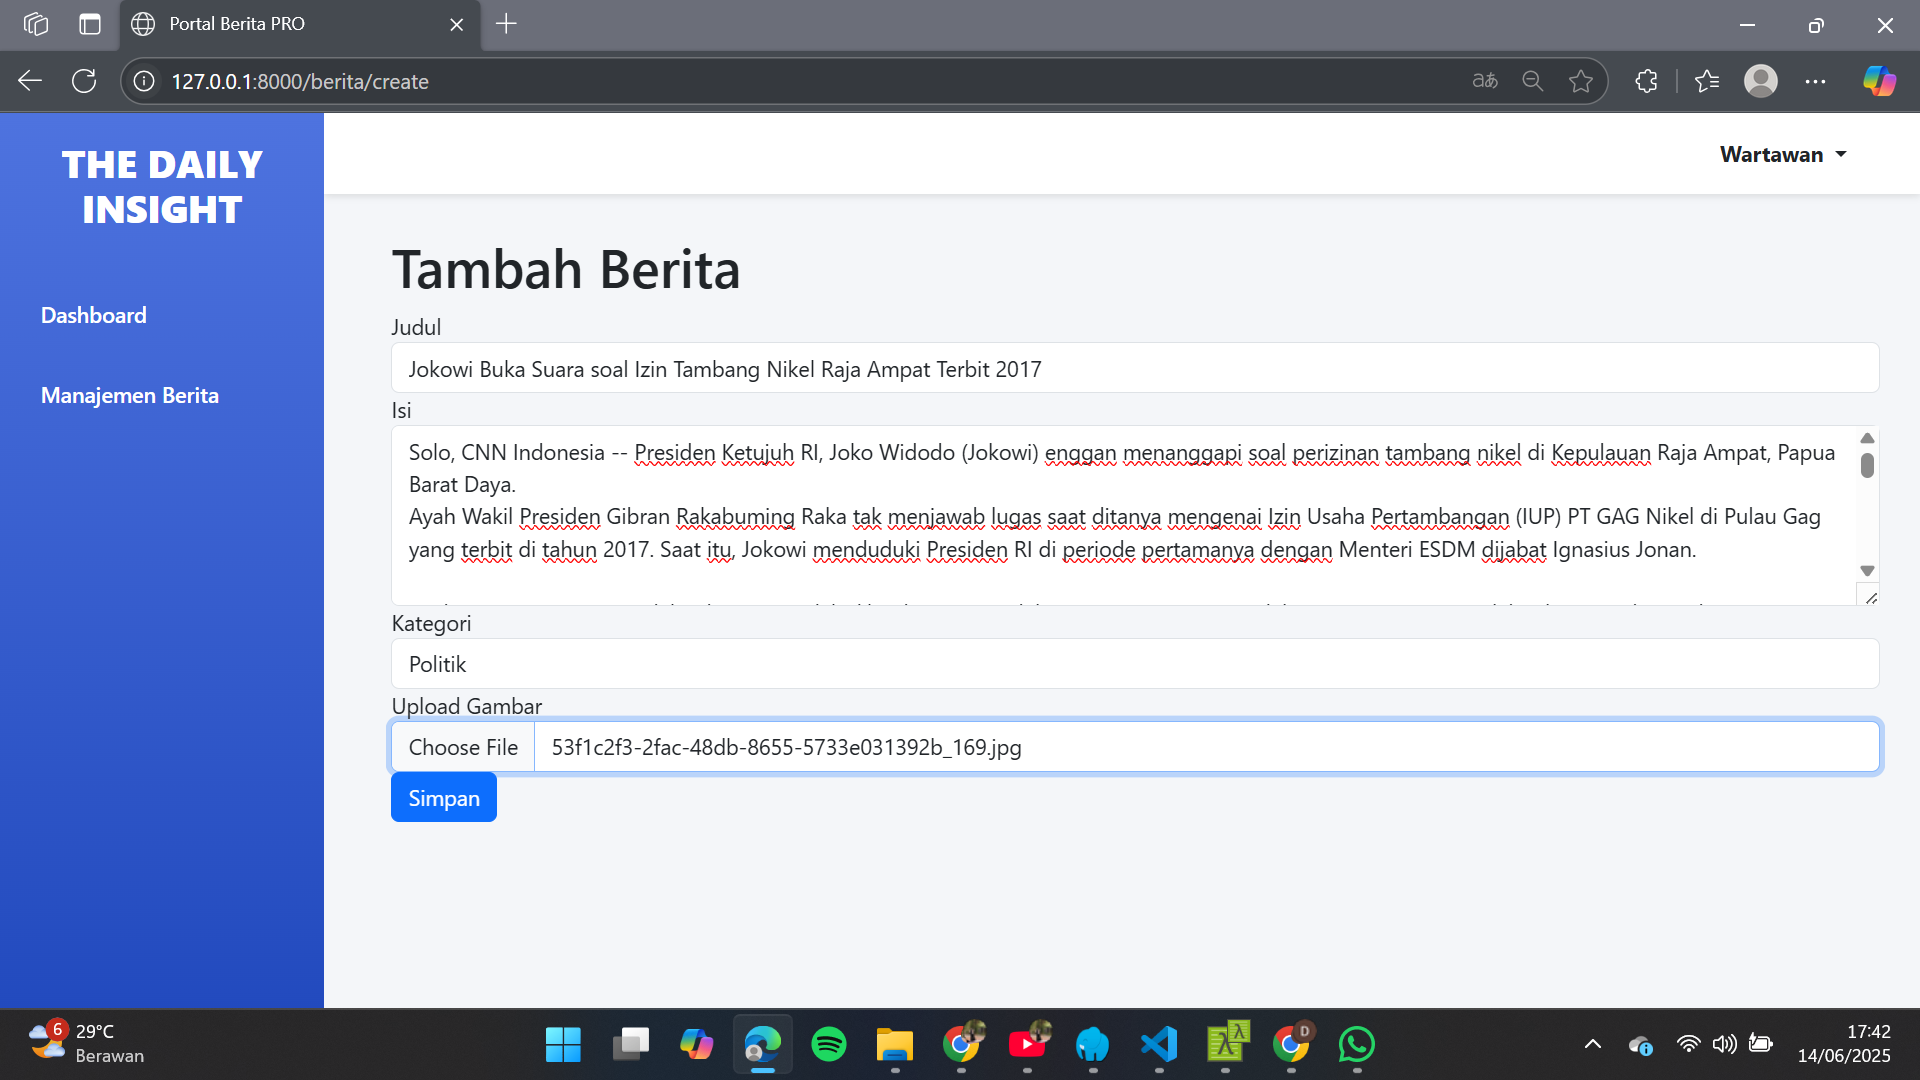 Portal Berita PRO
127.0.0.1:8000/berita/create
THE DAILY
INSIGHT
Dashboard
Manajemen Berita
Wartawan
Tambah Berita
Judul
Jokowi Buka Suara soal Izin Tambang Nikel Raja Ampat Terbit 2017
Isi
Solo, CNN Indonesia -- Presiden Ketujuh RI, Joko Widodo (Jokowi) enggan menanggapi soal perizinan tambang nikel di Kepulauan Raja Ampat, Papua
Barat Daya.
Ayah Wakil Presiden Gibran Rakabuming Raka tak menjawab lugas saat ditanya mengenai Izin Usaha Pertambangan (IUP) PT GAG Nikel di Pulau Gag
yang terbit di tahun 2017. Saat itu, Jokowi menduduki Presiden RI di periode pertamanya dengan Menteri ESDM dijabat Ignasius Jonan.
Kategori
Politik
Upload Gambar
Choose File 53f1c2f3-2fac-48db-8655-5733e031392b_169.jpg
Simpan
6
29°C
Berawan
D
17:42
14/06/2025